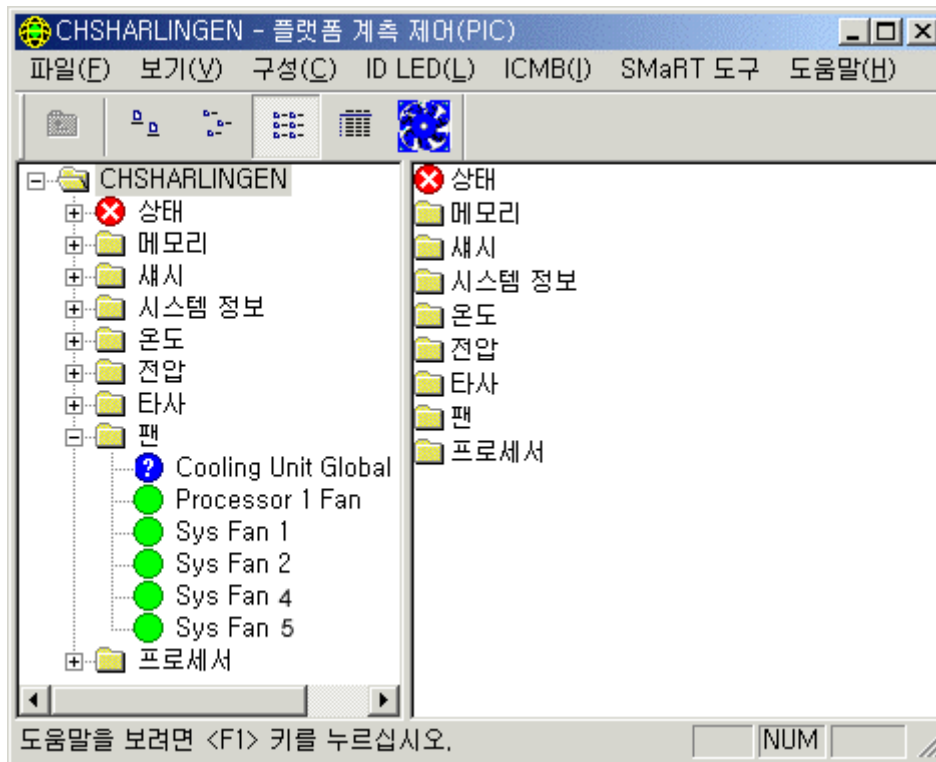 CHSHARLINGEN - 플랫폼 계측 제어(PIC)
파일(F) 보기(V) 구성(C) ID LED(L) ICMB(I) SMaRT 도구 도움말(H)
CHSHARLINGEN
상태
메모리
섀시
시스템 정보
온도
전압
타사
팬
Cooling Unit Global
Processor 1 Fan
Sys Fan 1
Sys Fan 2
Sys Fan 4
Sys Fan 5
프로세서
상태
메모리
섀시
시스템 정보
온도
전압
타사
팬
프로세서
도움말을 보려면 <F1> 키를 누르십시오. NUM